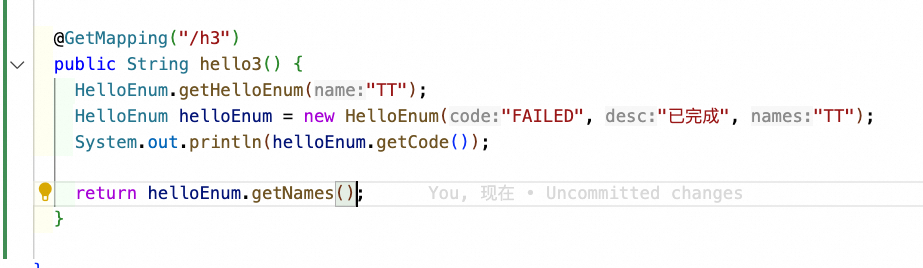 @GetMapping("/h3")
public String hello3() {
HelloEnum.getHelloEnum(name:"TT");
HelloEnum helloEnum = new HelloEnum(code:"FAILED", desc:"已完成", names:"TT");
System.out.println(helloEnum.getCode());
return helloEnum.getNames(); You, 现在 • Uncommitted changes
}
}